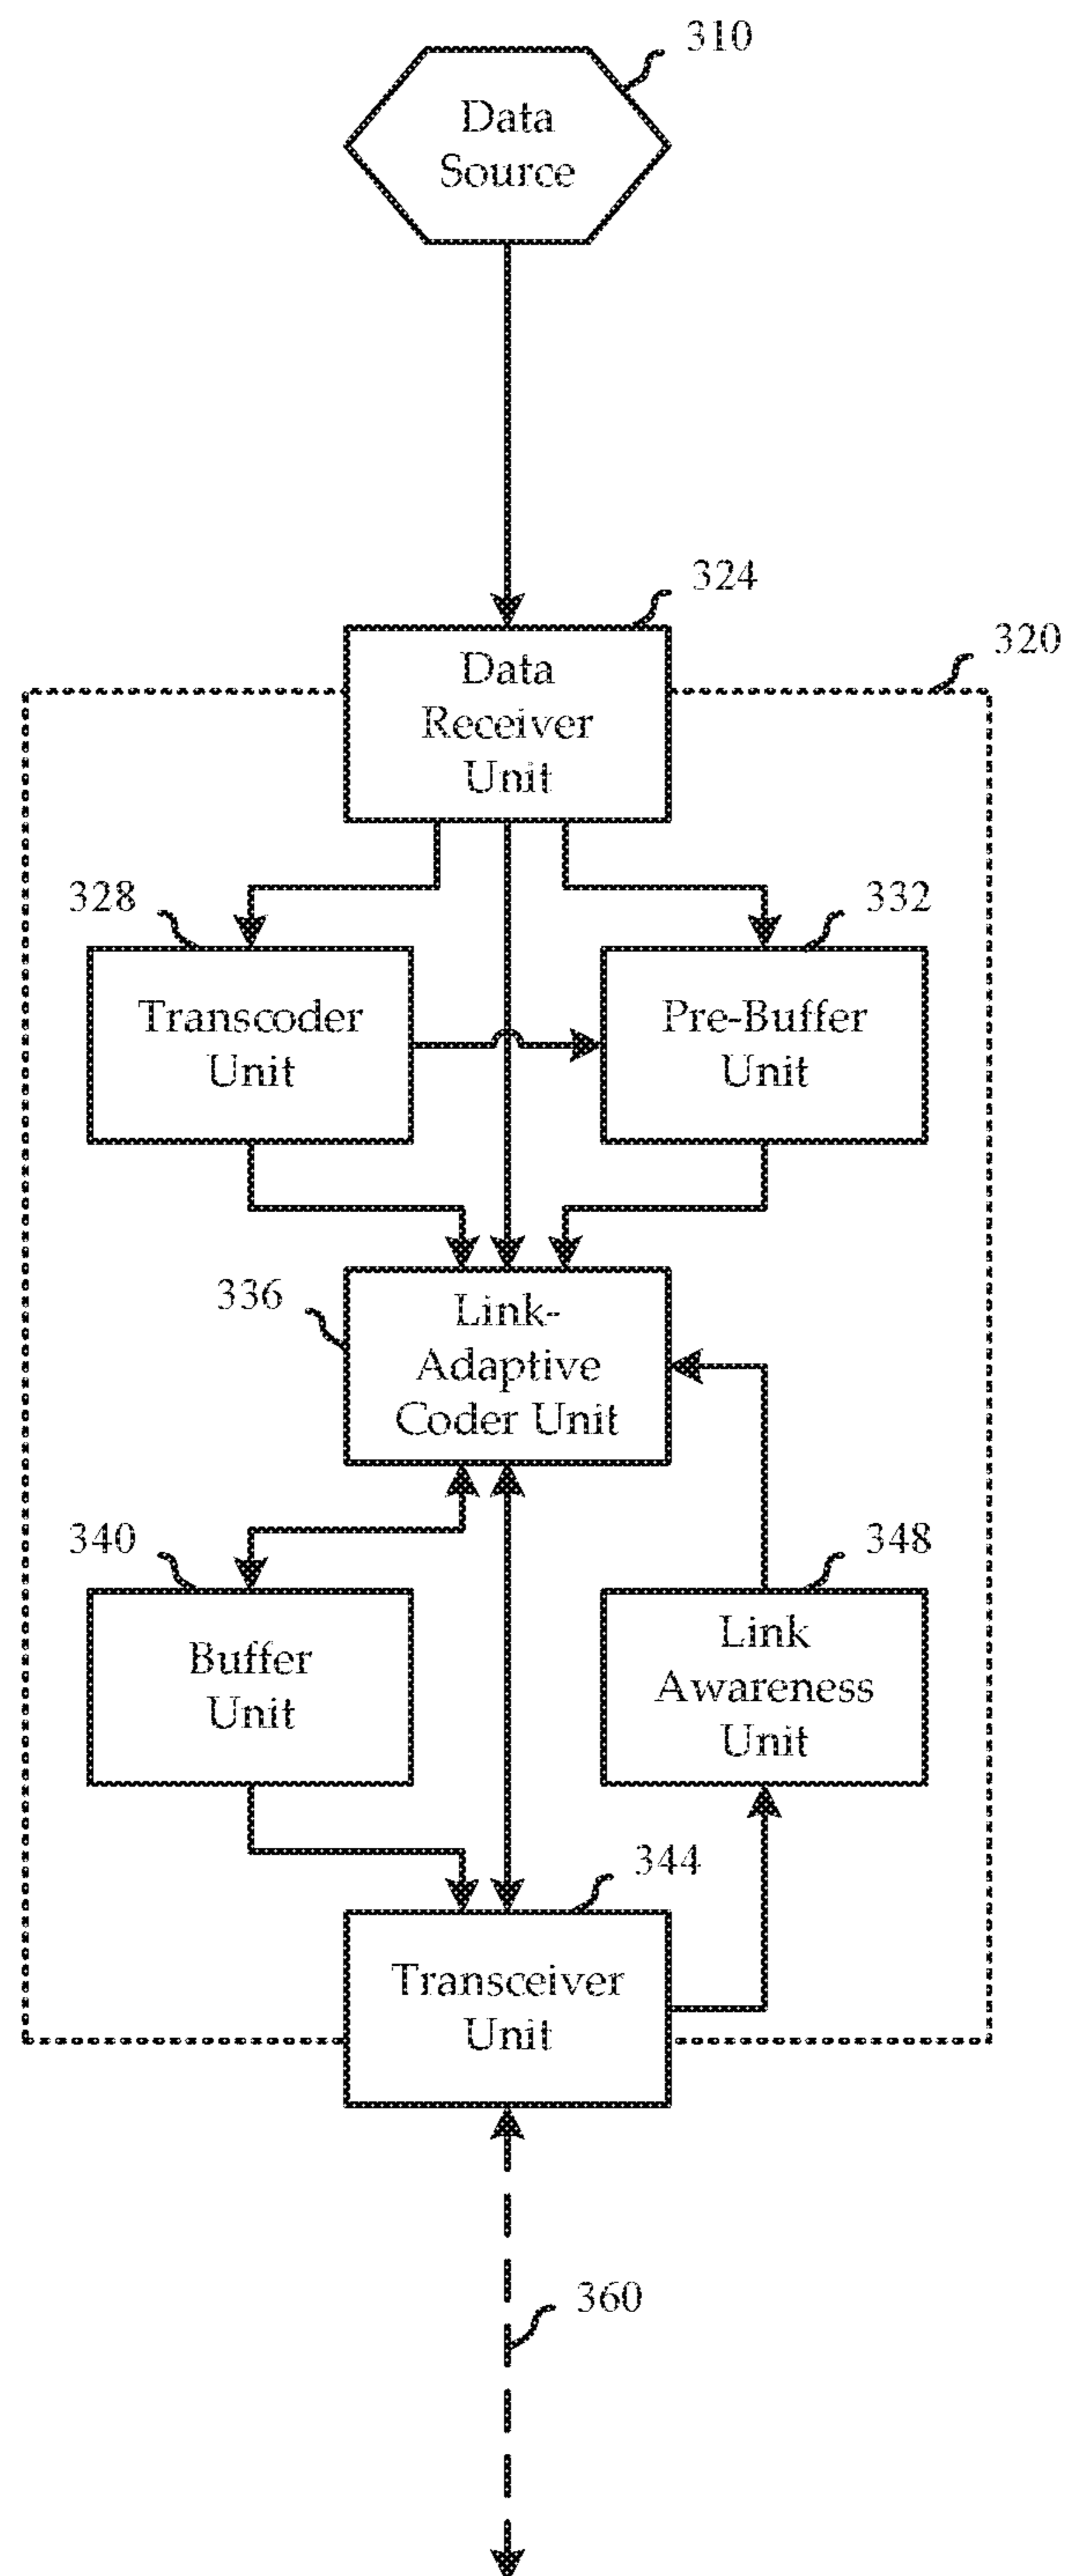 310
Data
Source
324
320
Data
Receiver
Unit
328
332
Transcoder
Unit
Pre-Buffer
Unit
336
Link-
Adaptive
Coder Unit
340
348
Buffer
Unit
Link
Awareness
Unit
344
Transceiver
Unit
360